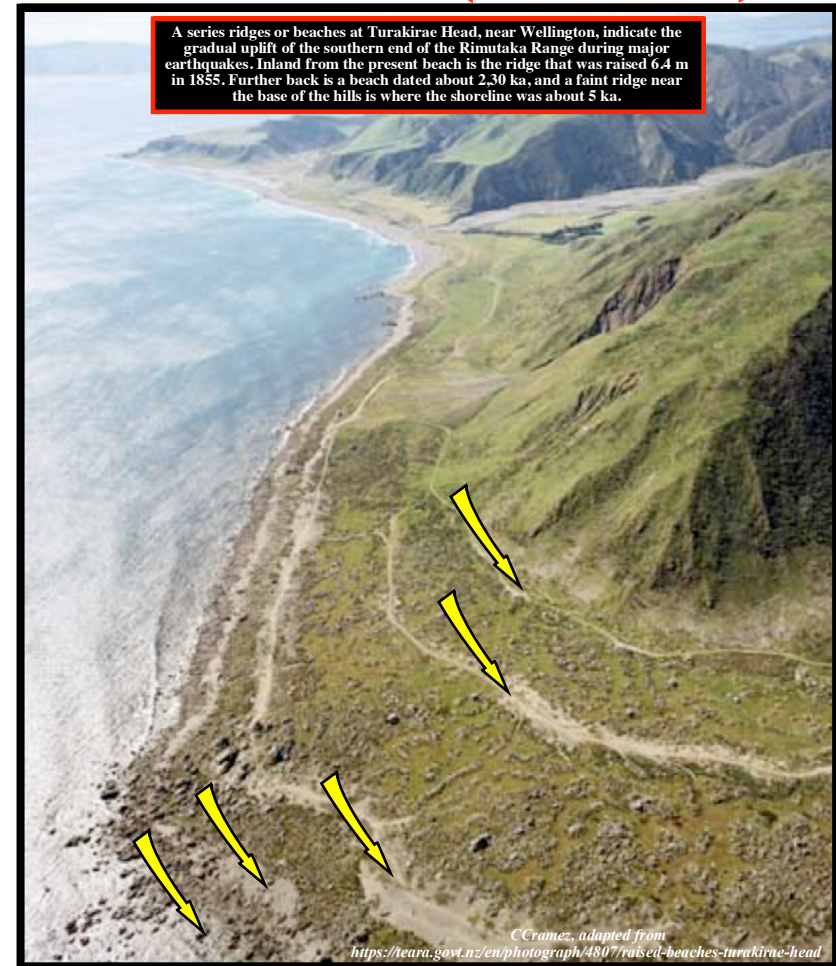 A series ridges or beaches at Turakirae Head, near Wellington, indicate the
gradual uplift of the southern end of the Rimutaka Range during major
earthquakes. Inland from the present beach is the ridge that was raised 6.4 m
in 1855. Further back is a beach dated about 2,30 ka, and a faint ridge near
the base of the hills is where the shoreline was about 5 ka.
CCramez, adapted from
https://teara.govt.nz/en/photograph/4807/raised-beaches-turakirae-head